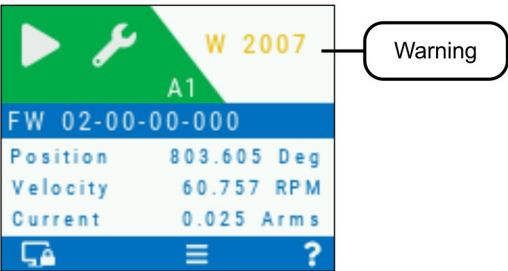 W 2007
Warning
A1
FW 02-00-00-000
Position 803.605 Deg
Velocity 60.757 RPM
Current 0.025 Arms
?